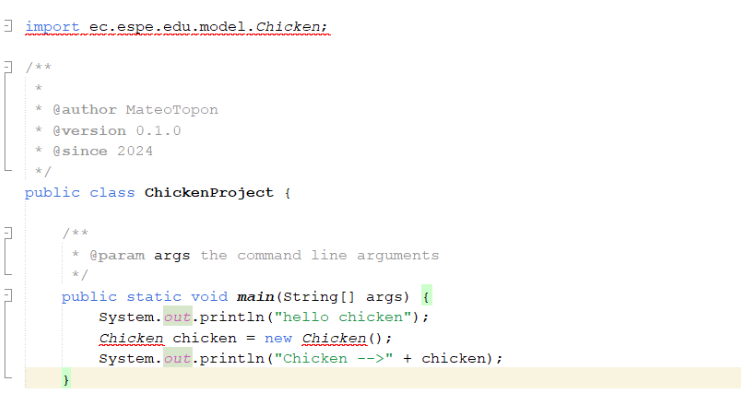 import ec.espe.edu.model.Chicken;
/**
 *
 * @author MateoTopon
 * @version 0.1.0
 * @since 2024
 */
public class ChickenProject {
/**
 * @param args the command line arguments
 */
public static void main(String[] args) {
System.out.println("hello chicken");
Chicken chicken = new Chicken();
System.out.println("Chicken -->" + chicken);
}